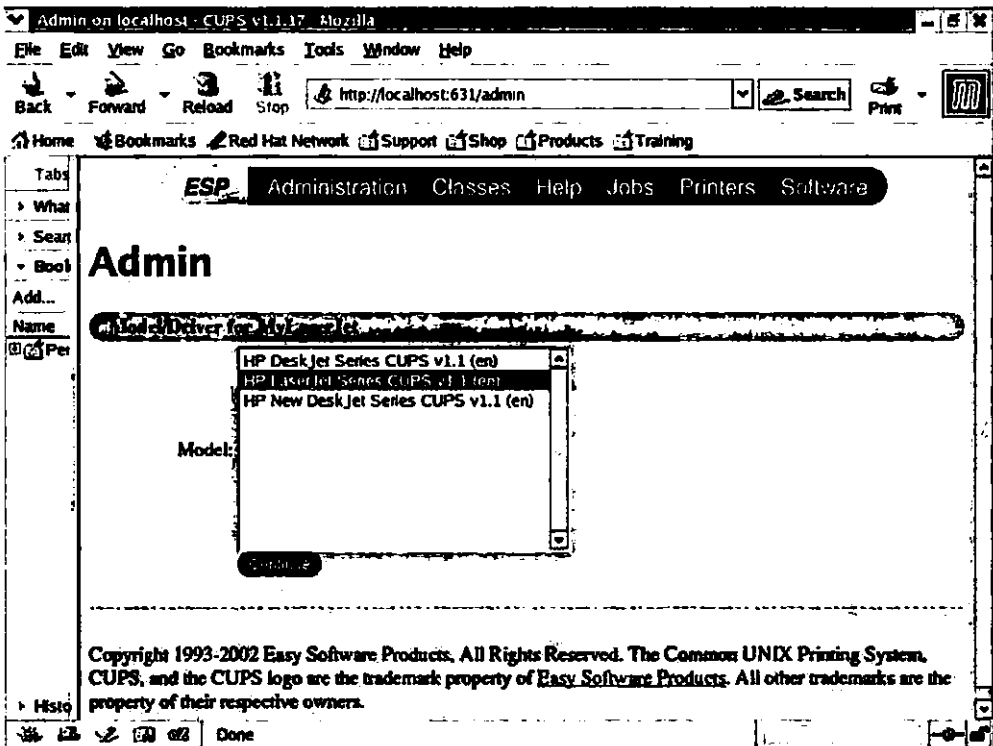 Admin on localhost - CUPS v1.1.17 - Mozilla
File Edit View Go Bookmarks Tools Window Help
Back Forward Reload Stop http://localhost:631/admin Search Print
Home Bookmarks Red Hat Network Support Shop Products Training
Tabs
ESP Administration Classes Help Jobs Printers Software
What
Sear
Book
Admin
Add...
Name
Model/Driver for MyLaserJet
Per
HP DeskJet Series CUPS v1.1 (en)
HP LaserJet Series CUPS v1.1 (en)
HP New DeskJet Series CUPS v1.1 (en)
Model:
Continue
Copyright 1993-2002 Easy Software Products, All Rights Reserved. The Common UNIX Printing System,
CUPS, and the CUPS logo are the trademark property of Easy Software Products. All other trademarks are the
property of their respective owners.
Histo
Done